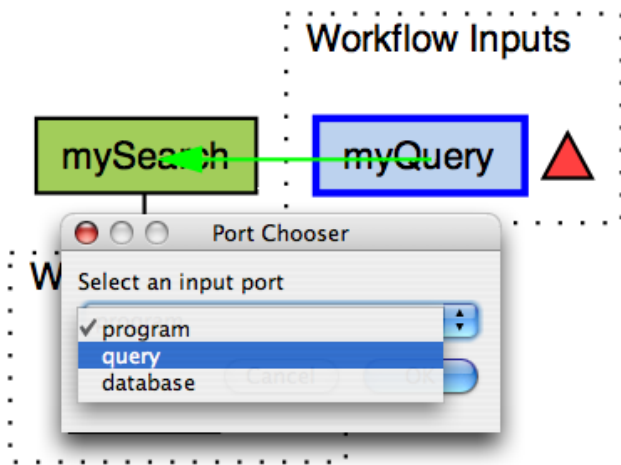 Workflow Inputs
mySearch
myQuery
Port Chooser
W
Select an input port
✓ program
query
database
Cancel
OK